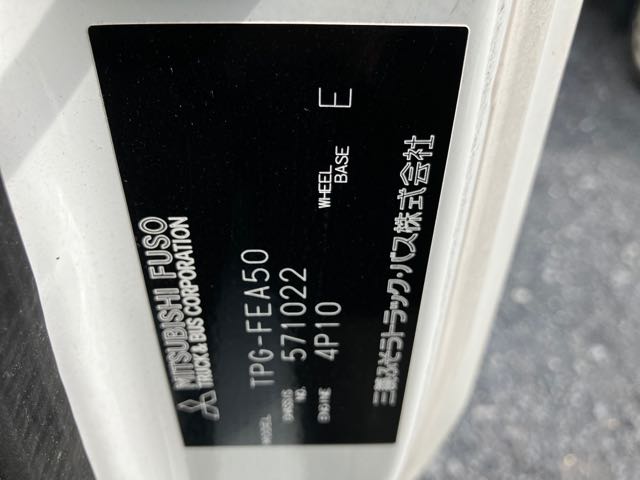 MITSUBISHI FUSO
TRUCK & BUS CORPORATION
MODEL TPG-FEA50
CHASSIS NO. 571022
ENGINE 4P10 WHEEL BASE E
三菱ふそうトラック・バス株式会社